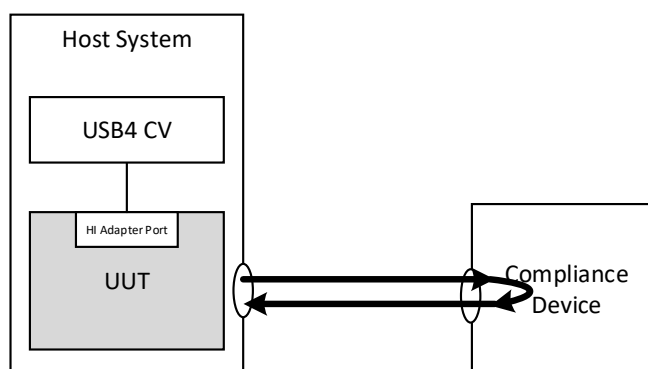 Host System
USB4 CV
HI Adapter Port
UUT
Compliance
Device